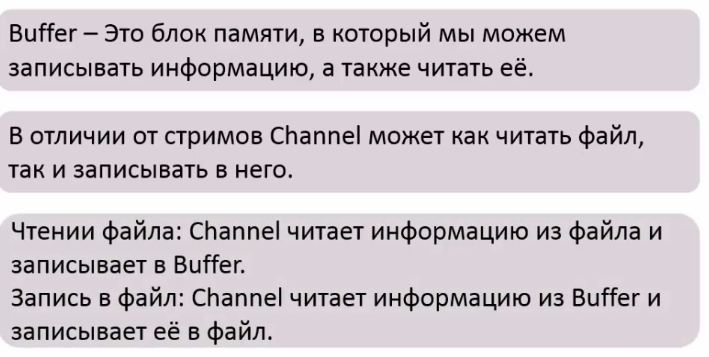 Buffer – Это блок памяти, в который мы можем
записывать информацию, а также читать её.
В отличии от стримов Channel может как читать файл,
так и записывать в него.
Чтении файла: Channel читает информацию из файла и
записывает в Buffer.
Запись в файл: Channel читает информацию из Buffer и
записывает её в файл.